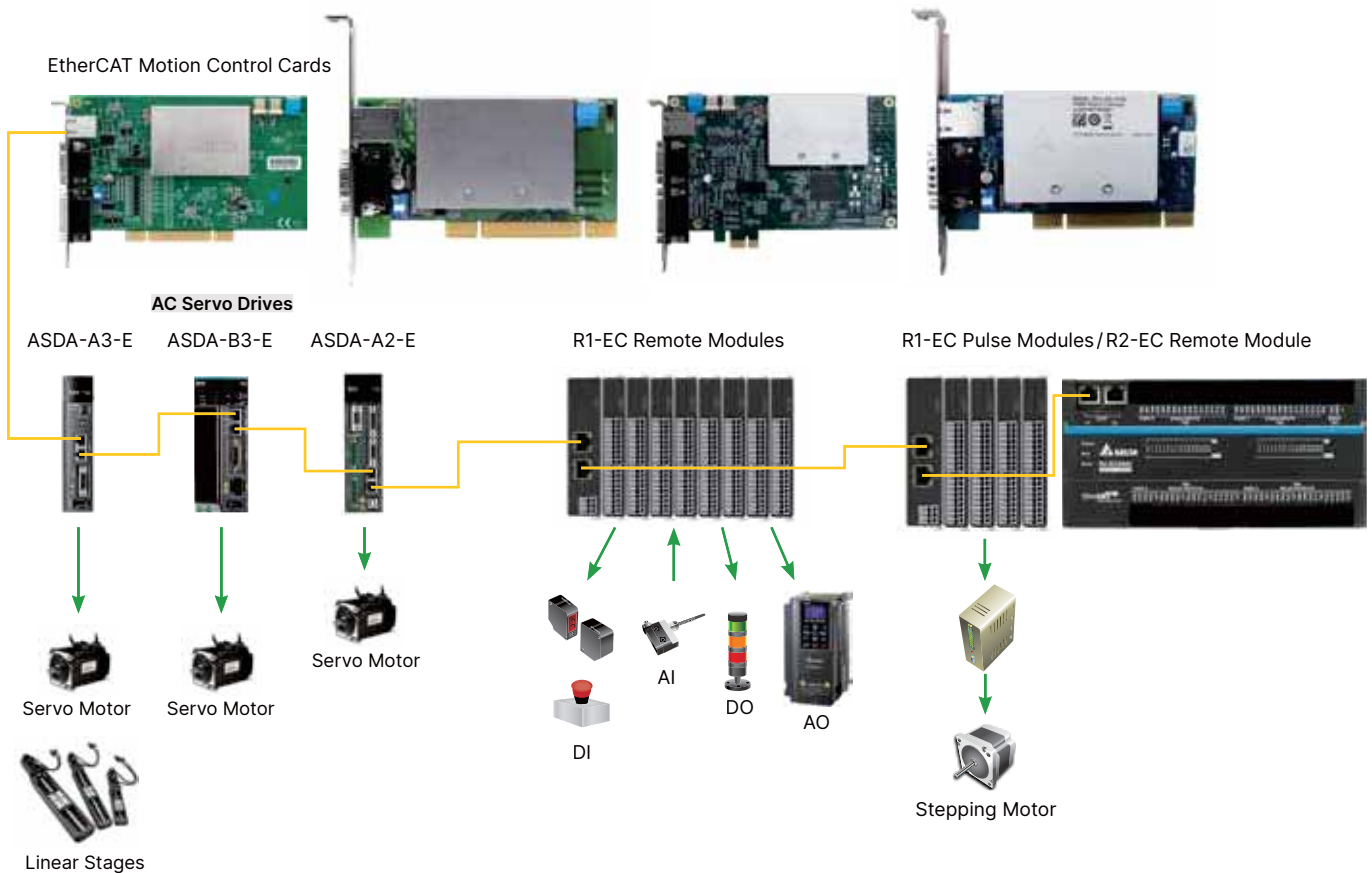 EtherCAT Motion Control Cards
AC Servo Drives
ASDA-A3-E
ASDA-B3-E
ASDA-A2-E
R1-EC Remote Modules
R1-EC Pulse Modules/R2-EC Remote Module
DELTA
Servo Motor
Servo Motor
Servo Motor
DI
AI
DO
AO
Stepping Motor
Linear Stages